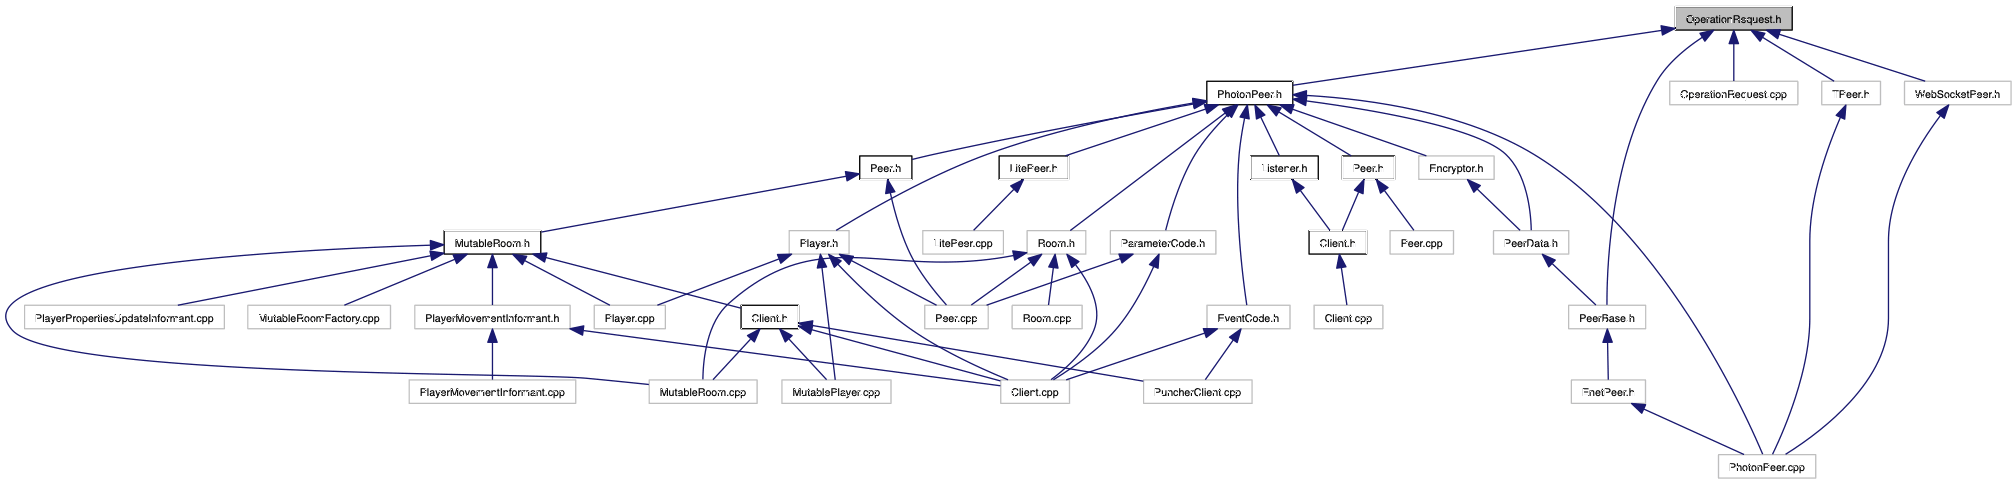 OperationRequest.h
PhotonPeer.h
OperationRequest.cpp
TPeer.h
WebSocketPeer.h
Peer.h
LitePeer.h
Listener.h
Peer.h
Encryptor.h
MutableRoom.h
Player.h
LitePeer.cpp
Room.h
ParameterCode.h
Client.h
Peer.cpp
PeerData.h
PlayerPropertiesUpdateInformant.cpp
MutableRoomFactory.cpp
PlayerMovementInformant.h
Player.cpp
Client.h
Peer.cpp
Room.cpp
EventCode.h
Client.cpp
PeerBase.h
PlayerMovementInformant.cpp
MutableRoom.cpp
MutablePlayer.cpp
Client.cpp
PuncherClient.cpp
EnetPeer.h
PhotonPeer.cpp